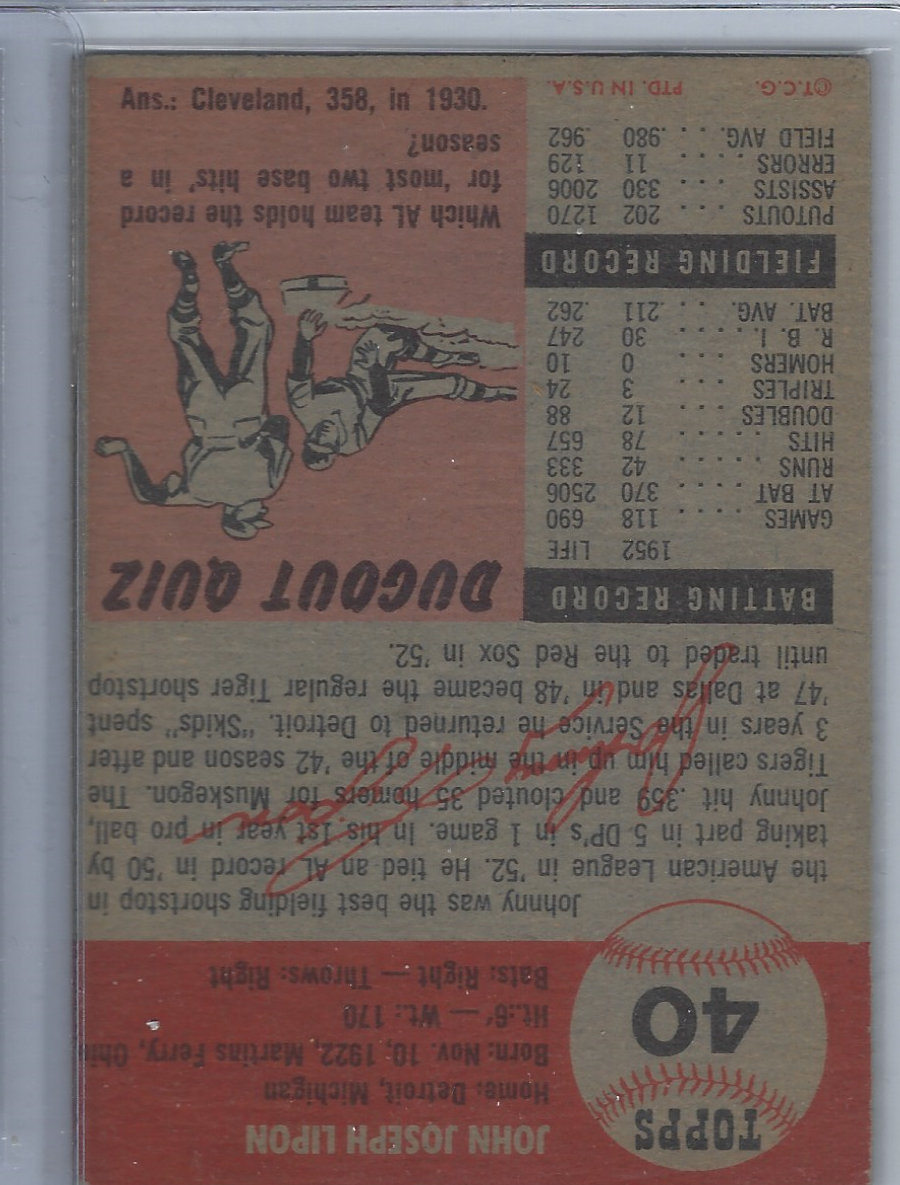 TOPPS
40
JOHN JOSEPH LIPON
Home: Detroit, Michigan
Born: Nov. 10, 1922, Martins Ferry, Ohio
Ht.:6' — Wt.: 170
Bats: Right — Throws: Right
Johnny was the best fielding shortstop in
the American League in '52. He tied an AL record in '50 by
taking part in 5 DP's in 1 game. In his 1st year in pro ball,
Johnny hit .359 and clouted 35 homers for Muskegon. The
Tigers called him up in the middle of the '42 season and after
3 years in the Service he returned to Detroit. "Skids" spent
'47 at Dallas and in '48 became the regular Tiger shortstop
until traded to the Red Sox in '52.
Johnny Lipon
BATTING RECORD
1952 LIFE
GAMES . . . . 118 690
AT BAT . . . . 370 2506
RUNS . . . . . 42 333
HITS . . . . . 78 657
DOUBLES . . . 12 88
TRIPLES . . . 3 24
HOMERS . . . 0 10
R. B. I. . . . . 30 247
BAT. AVG. . . . .211 .262
FIELDING RECORD
PUTOUTS . . . 202 1270
ASSISTS . . . 330 2006
ERRORS . . . . 11 129
FIELD AVG. . . . .980 .962
©T.C.G. PTD. IN U.S.A.
DUGOUT QUIZ
Which AL team holds the record
for 'most two base hits' in a
season?
Ans.: Cleveland, 358, in 1930.